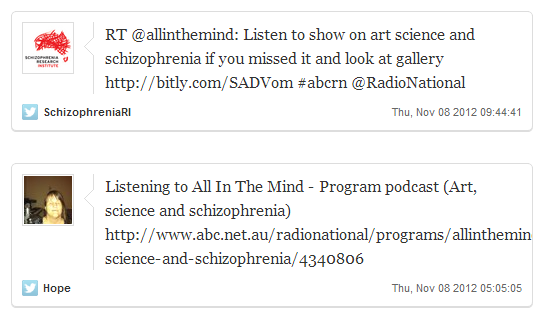 SCHIZOPHRENIA
RESEARCH
INSTITUTE
RT @allinthemind: Listen to show on art science and
schizophrenia if you missed it and look at gallery
http://bitly.com/SADVom #abcrn @RadioNational
SchizophreniaRI
Thu, Nov 08 2012 09:44:41
Listening to All In The Mind - Program podcast (Art,
science and schizophrenia)
http://www.abc.net.au/radionational/programs/allinthemin
science-and-schizophrenia/4340806
Hope
Thu, Nov 08 2012 05:05:05